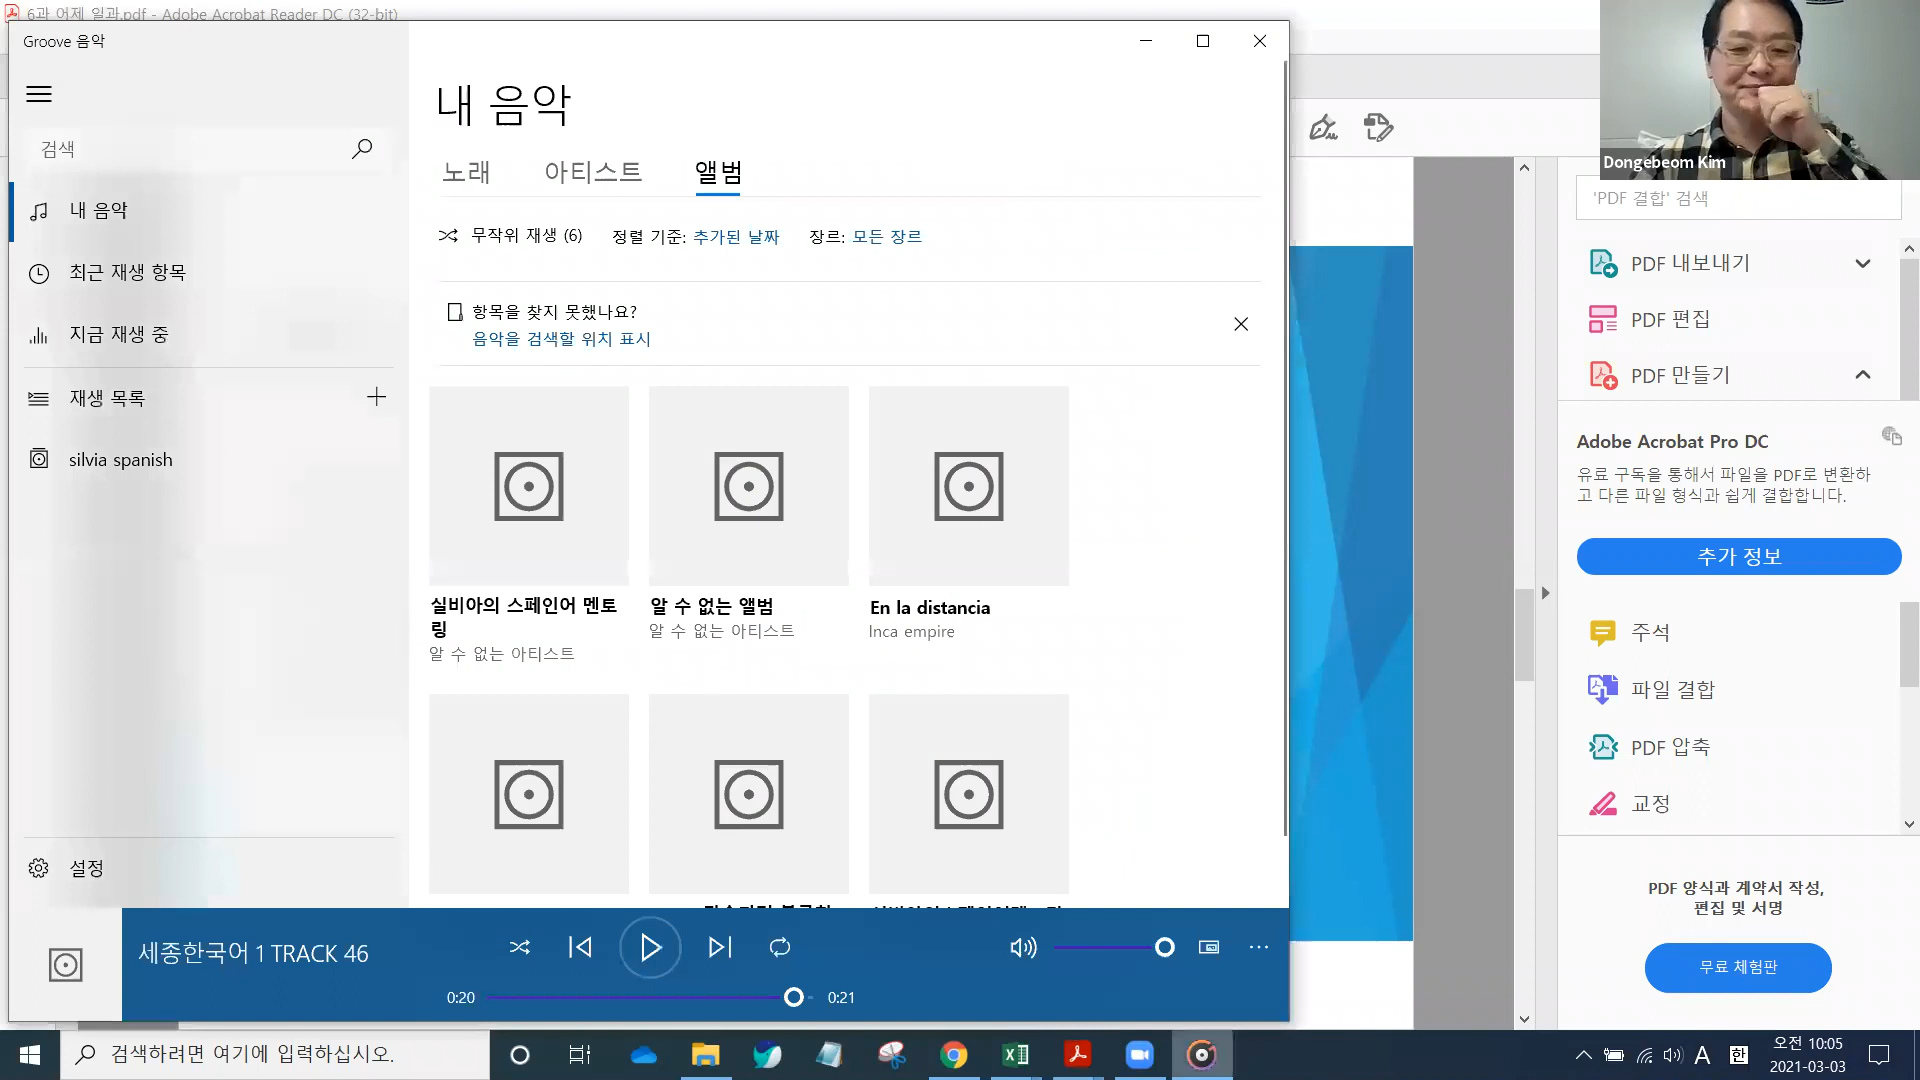 6과 어제 일과.pdf - Adobe Acrobat Reader DC (32-bit)
Groove 음악
검색
내 음악
최근 재생 항목
지금 재생 중
재생 목록
silvia spanish
설정
내 음악
노래 아티스트 앨범
무작위 재생 (6) 정렬 기준: 추가된 날짜 장르: 모든 장르
항목을 찾지 못했나요?
음악을 검색할 위치 표시
실비아의 스페인어 멘토
링
알 수 없는 아티스트
알 수 없는 앨범
알 수 없는 아티스트
En la distancia
Inca empire
세종한국어 1 TRACK 46
0:20
0:21
Dongebeom Kim
'PDF 결합' 검색
PDF 내보내기
PDF 편집
PDF 만들기
Adobe Acrobat Pro DC
유료 구독을 통해서 파일을 PDF로 변환하
고 다른 파일 형식과 쉽게 결합합니다.
추가 정보
주석
파일 결합
PDF 압축
교정
PDF 양식과 계약서 작성,
편집 및 서명
무료 체험판
검색하려면 여기에 입력하십시오.
A 한
오전 10:05
2021-03-03